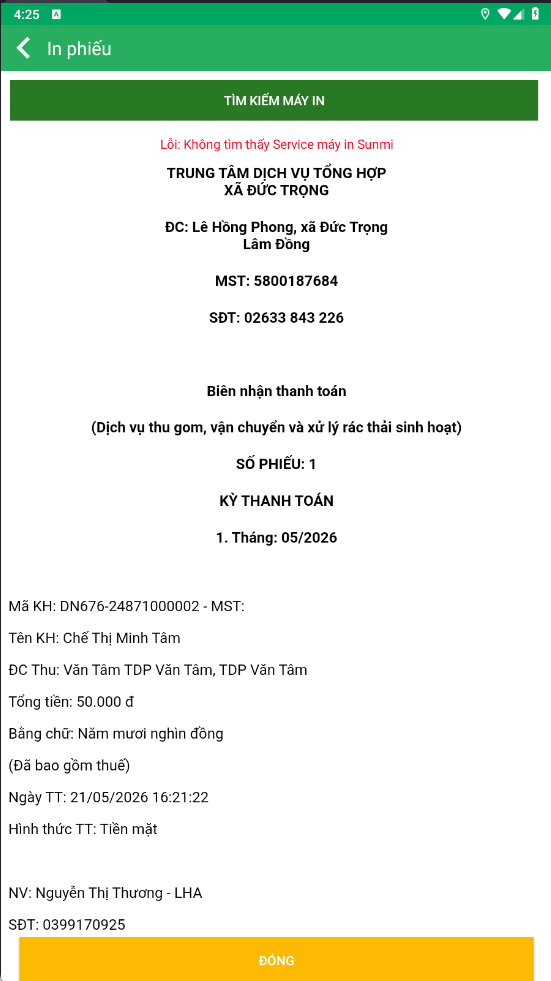 4:25
In phiếu
TÌM KIẾM MÁY IN
Lỗi: Không tìm thấy Service máy in Sunmi
TRUNG TÂM DỊCH VỤ TỔNG HỢP
XÃ ĐỨC TRỌNG
ĐC: Lê Hồng Phong, xã Đức Trọng
Lâm Đồng
MST: 5800187684
SĐT: 02633 843 226
Biên nhận thanh toán
(Dịch vụ thu gom, vận chuyển và xử lý rác thải sinh hoạt)
SỐ PHIẾU: 1
KỲ THANH TOÁN
1. Tháng: 05/2026
Mã KH: DN676-24871000002 - MST:
Tên KH: Chế Thị Minh Tâm
ĐC Thu: Văn Tâm TDP Văn Tâm, TDP Văn Tâm
Tổng tiền: 50.000 đ
Bằng chữ: Năm mươi nghìn đồng
(Đã bao gồm thuế)
Ngày TT: 21/05/2026 16:21:22
Hình thức TT: Tiền mặt
NV: Nguyễn Thị Thương - LHA
SĐT: 0399170925
ĐÓNG